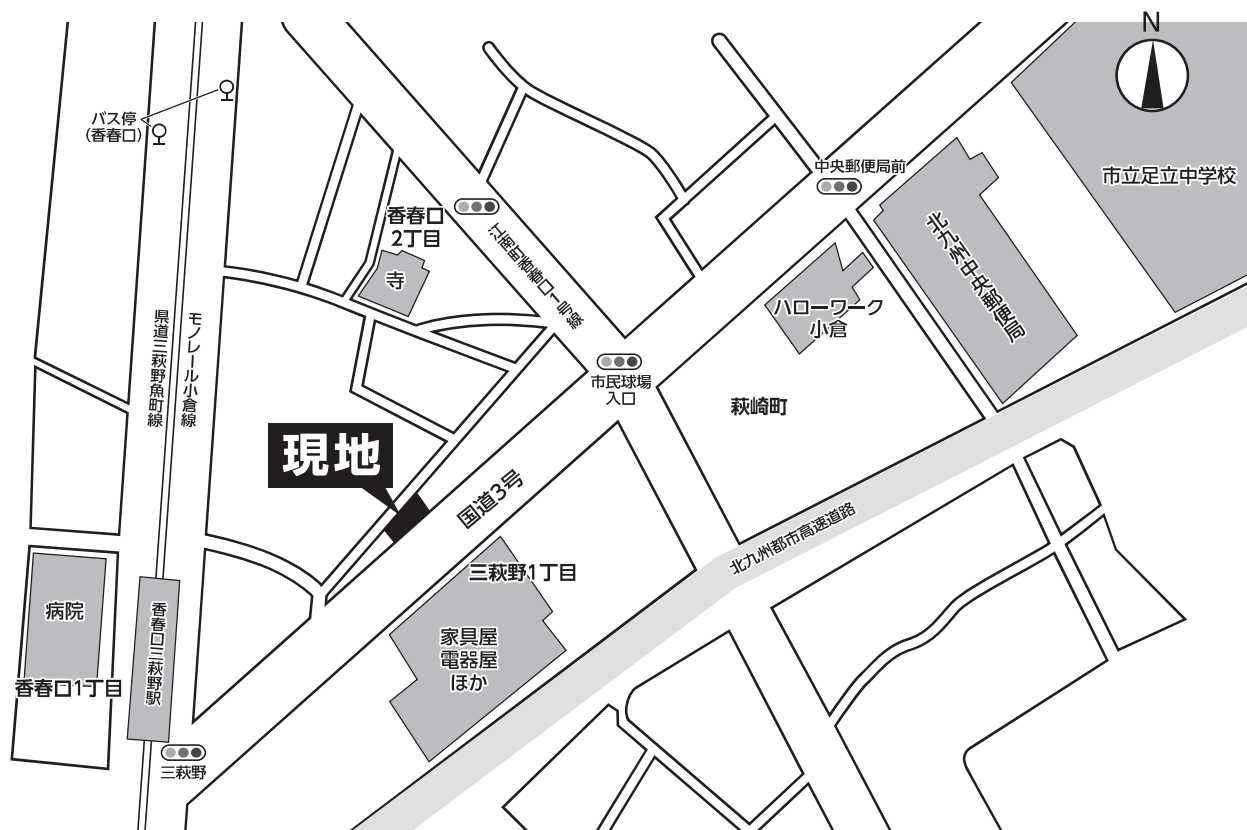 N
バス停
(香春口)
中央郵便局前
市立足立中学校
香春口
2丁目
江南町香春口1号線
寺
北九州中央郵便局
ハローワーク
小倉
県道三萩野魚町線
モノレール小倉線
市民球場
入口
萩崎町
現地
国道3号
北九州都市高速道路
三萩野1丁目
病院
香春口三萩野駅
家具屋
電器屋
ほか
香春口1丁目
三萩野